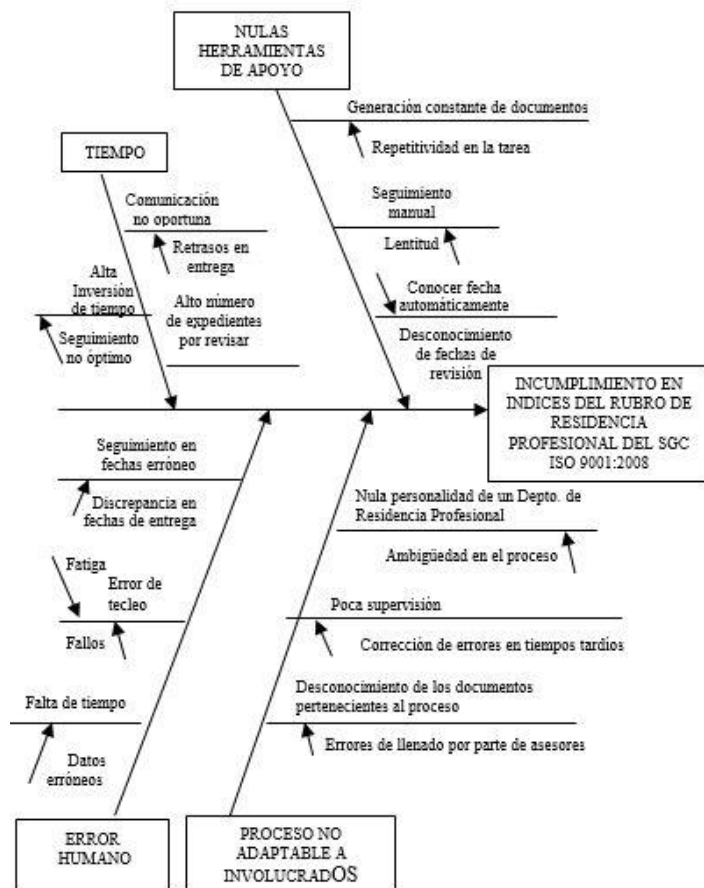 NULAS
HERRAMIENTAS
DE APOYO
Generación constante de documentos
Repetitividad en la tarea
Seguimiento
manual
Lentitud
Conocer fecha
automáticamente
Desconocimiento
de fechas de
revisión
TIEMPO
Comunicación
no oportuna
Retrasos en
entrega
Alta
Inversión
de tiempo
Seguimiento
no óptimo
Alto número
de expedientes
por revisar
INCUMPLIMIENTO EN
INDICES DEL RUBRO DE
RESIDENCIA
PROFESIONAL DEL SGC
ISO 9001:2008
Seguimiento en
fechas erróneo
Discrepancia en
fechas de entrega
Fatiga
Error de
tecleo
Fallos
Falta de tiempo
Datos
erróneos
ERROR
HUMANO
Nula personalidad de un Depto. de
Residencia Profesional
Ambigüedad en el proceso
Poca supervisión
Corrección de errores en tiempos tardios
Desconocimiento de los documentos
pertenecientes al proceso
Errores de llenado por parte de asesores
PROCESO NO
ADAPTABLE A
INVOLUCRADOS